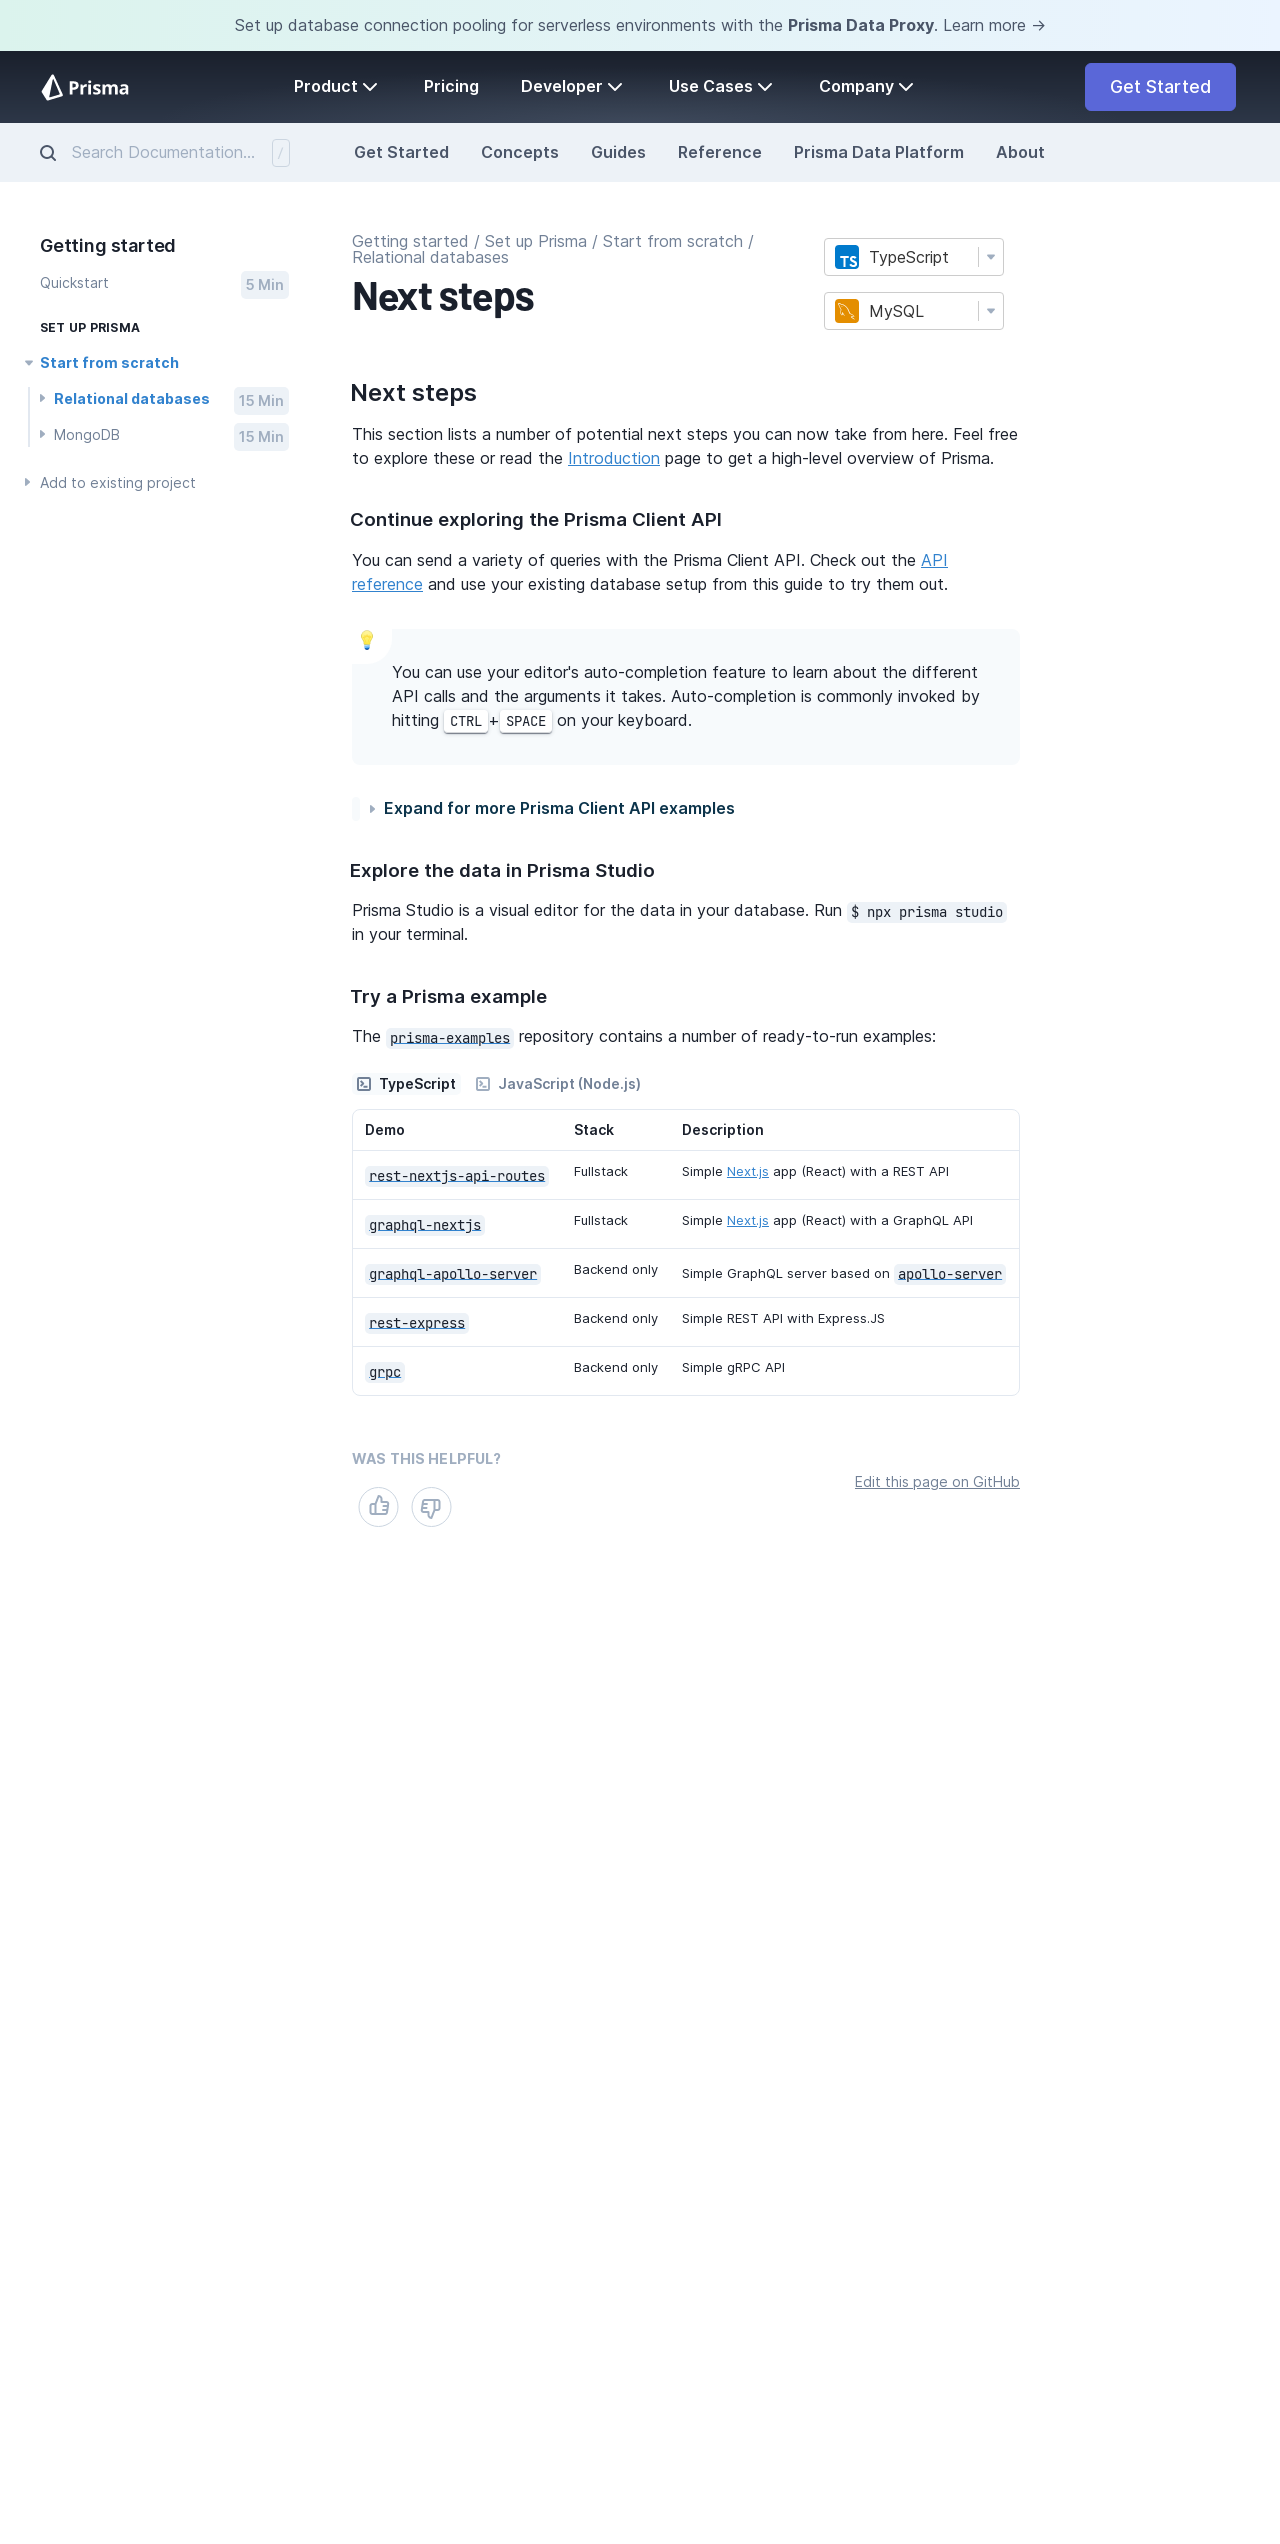 Set up database connection pooling for serverless environments with the Prisma Data Proxy. Learn more →
Prisma
Product
Pricing
Developer
Use Cases
Company
Get Started
Search Documentation...
/
Get Started
Concepts
Guides
Reference
Prisma Data Platform
About
Getting started
Quickstart
5 Min
SET UP PRISMA
Start from scratch
Relational databases
15 Min
MongoDB
15 Min
Add to existing project
Getting started / Set up Prisma / Start from scratch /
Relational databases
Next steps
TS TypeScript
MySQL
Next steps
This section lists a number of potential next steps you can now take from here. Feel free
to explore these or read the Introduction page to get a high-level overview of Prisma.
Continue exploring the Prisma Client API
You can send a variety of queries with the Prisma Client API. Check out the API
reference and use your existing database setup from this guide to try them out.
You can use your editor's auto-completion feature to learn about the different
API calls and the arguments it takes. Auto-completion is commonly invoked by
hitting CTRL+SPACE on your keyboard.
Expand for more Prisma Client API examples
Explore the data in Prisma Studio
Prisma Studio is a visual editor for the data in your database. Run $ npx prisma studio
in your terminal.
Try a Prisma example
The prisma-examples repository contains a number of ready-to-run examples:
TypeScript
JavaScript (Node.js)
Demo Stack Description
rest-nextjs-api-routes Fullstack Simple Next.js app (React) with a REST API
graphql-nextjs Fullstack Simple Next.js app (React) with a GraphQL API
graphql-apollo-server Backend only Simple GraphQL server based on apollo-server
rest-express Backend only Simple REST API with Express.JS
grpc Backend only Simple gRPC API
WAS THIS HELPFUL?
Edit this page on GitHub